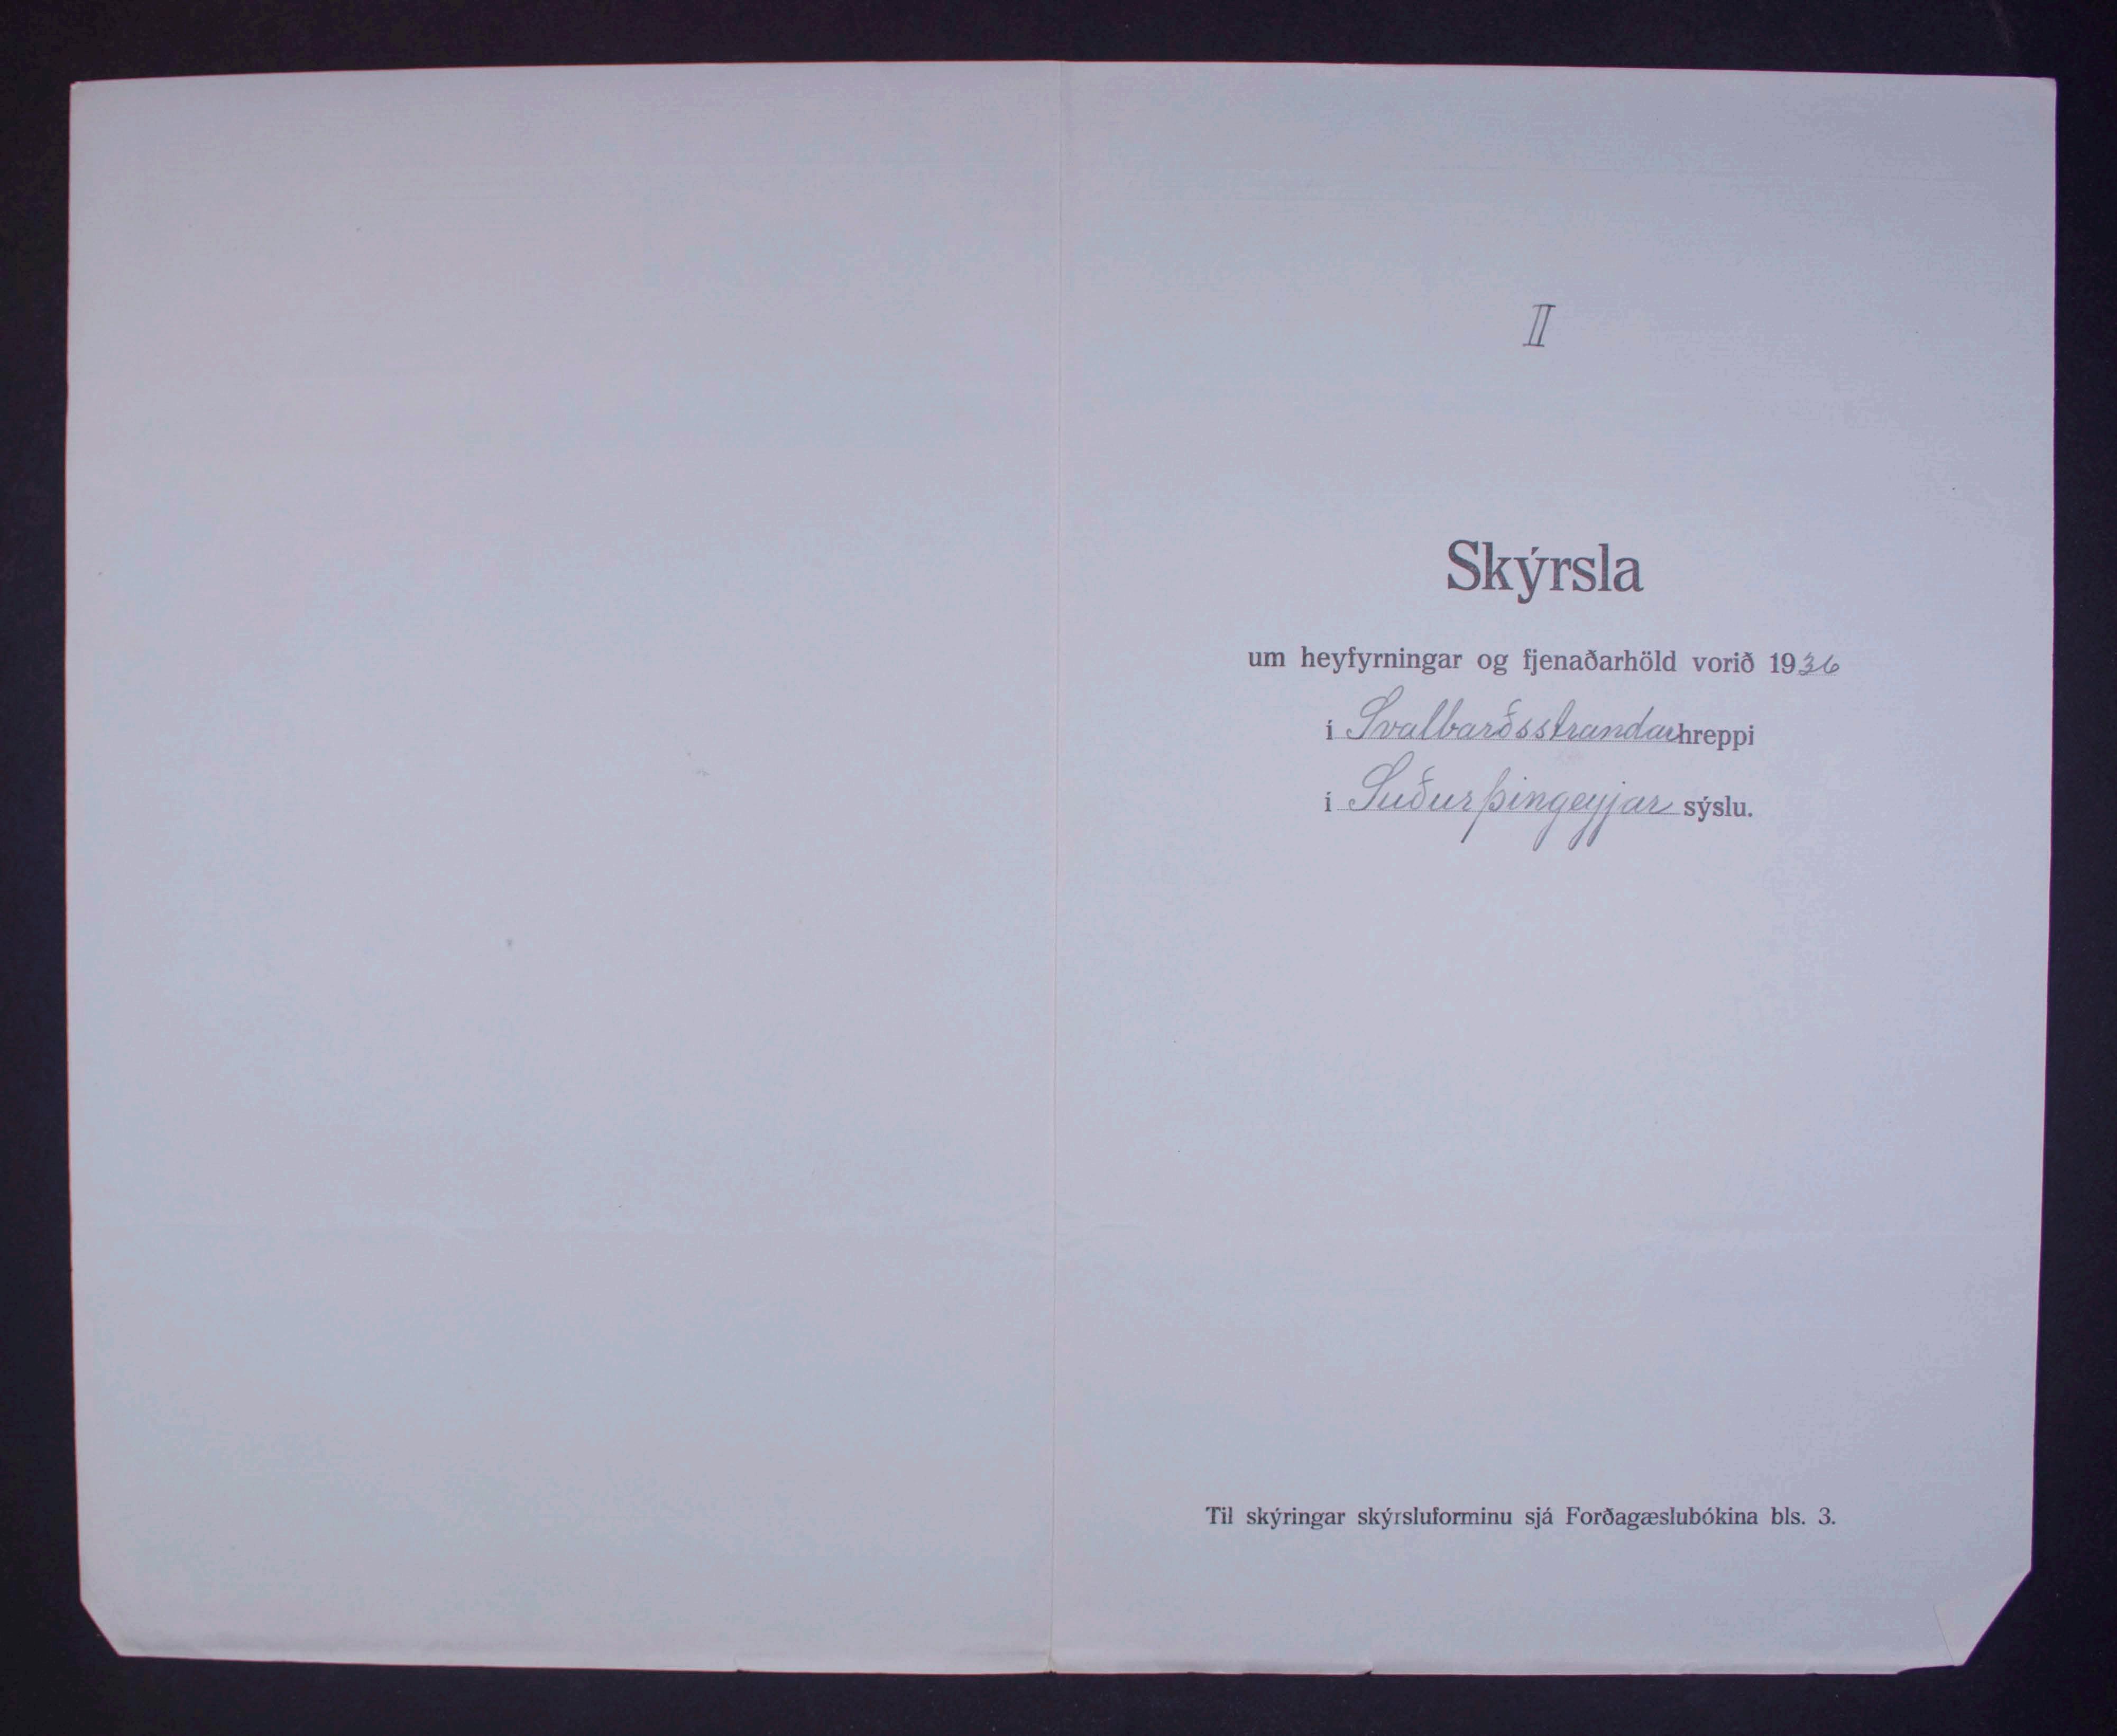 II
Skýrsla
um heyfyrningar og fjenaðarhöld vorið 1936
í Svalbarðsstrandarhreppi
í Suðurþingeyjar sýslu.
Til skýringar skýrsluforminu sjá Forðagæslubókina bls. 3.